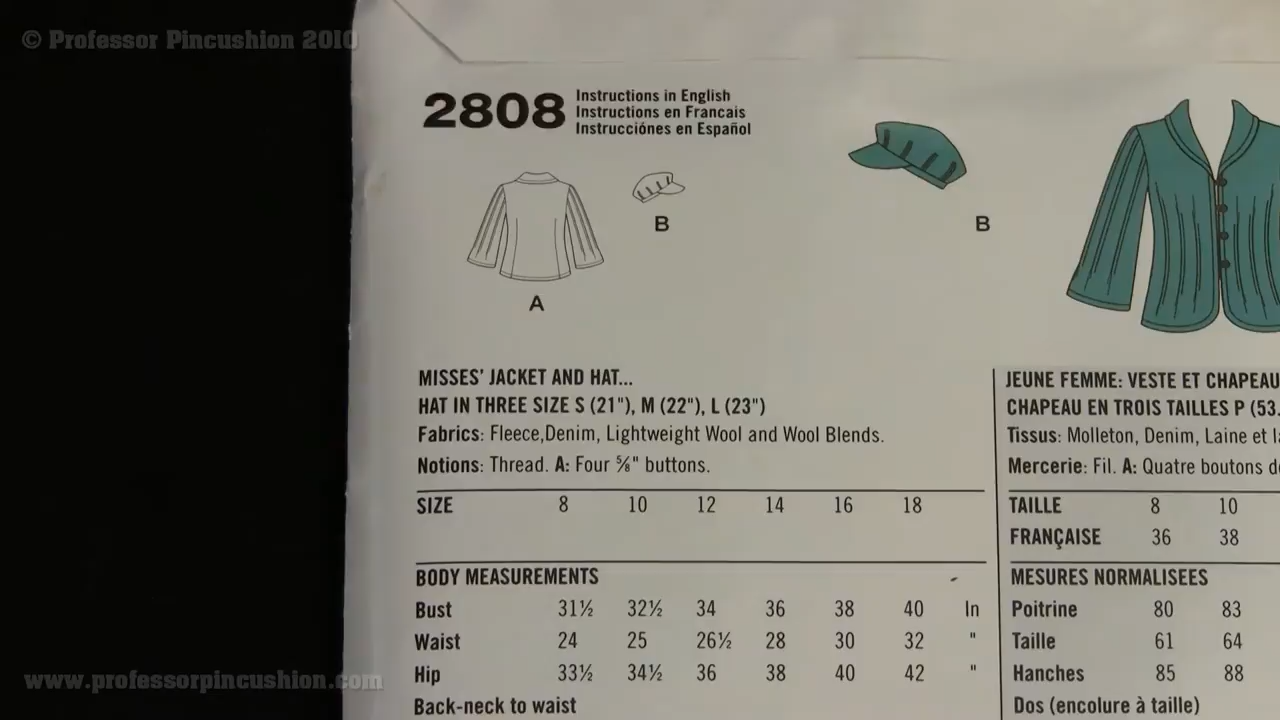 © Professor Pincushion 2010
2808
Instructions in English
Instructions en Francais
Instrucciónes en Español
B
A
B
MISSES' JACKET AND HAT...
HAT IN THREE SIZE S (21"), M (22"), L (23")
Fabrics: Fleece,Denim, Lightweight Wool and Wool Blends.
Notions: Thread. A: Four ⅝" buttons.
SIZE 8 10 12 14 16 18
BODY MEASUREMENTS
Bust 31½ 32½ 34 36 38 40 In
Waist 24 25 26½ 28 30 32 "
Hip 33½ 34½ 36 38 40 42 "
Back-neck to waist
JEUNE FEMME: VESTE ET CHAPEAU
CHAPEAU EN TROIS TAILLES P (53.
Tissus: Molleton, Denim, Laine et
Mercerie: Fil. A: Quatre boutons
TAILLE 8 10
FRANÇAISE 36 38
MESURES NORMALISEES
Poitrine 80 83
Taille 61 64
Hanches 85 88
Dos (encolure à taille)
www.professorpincushion.com